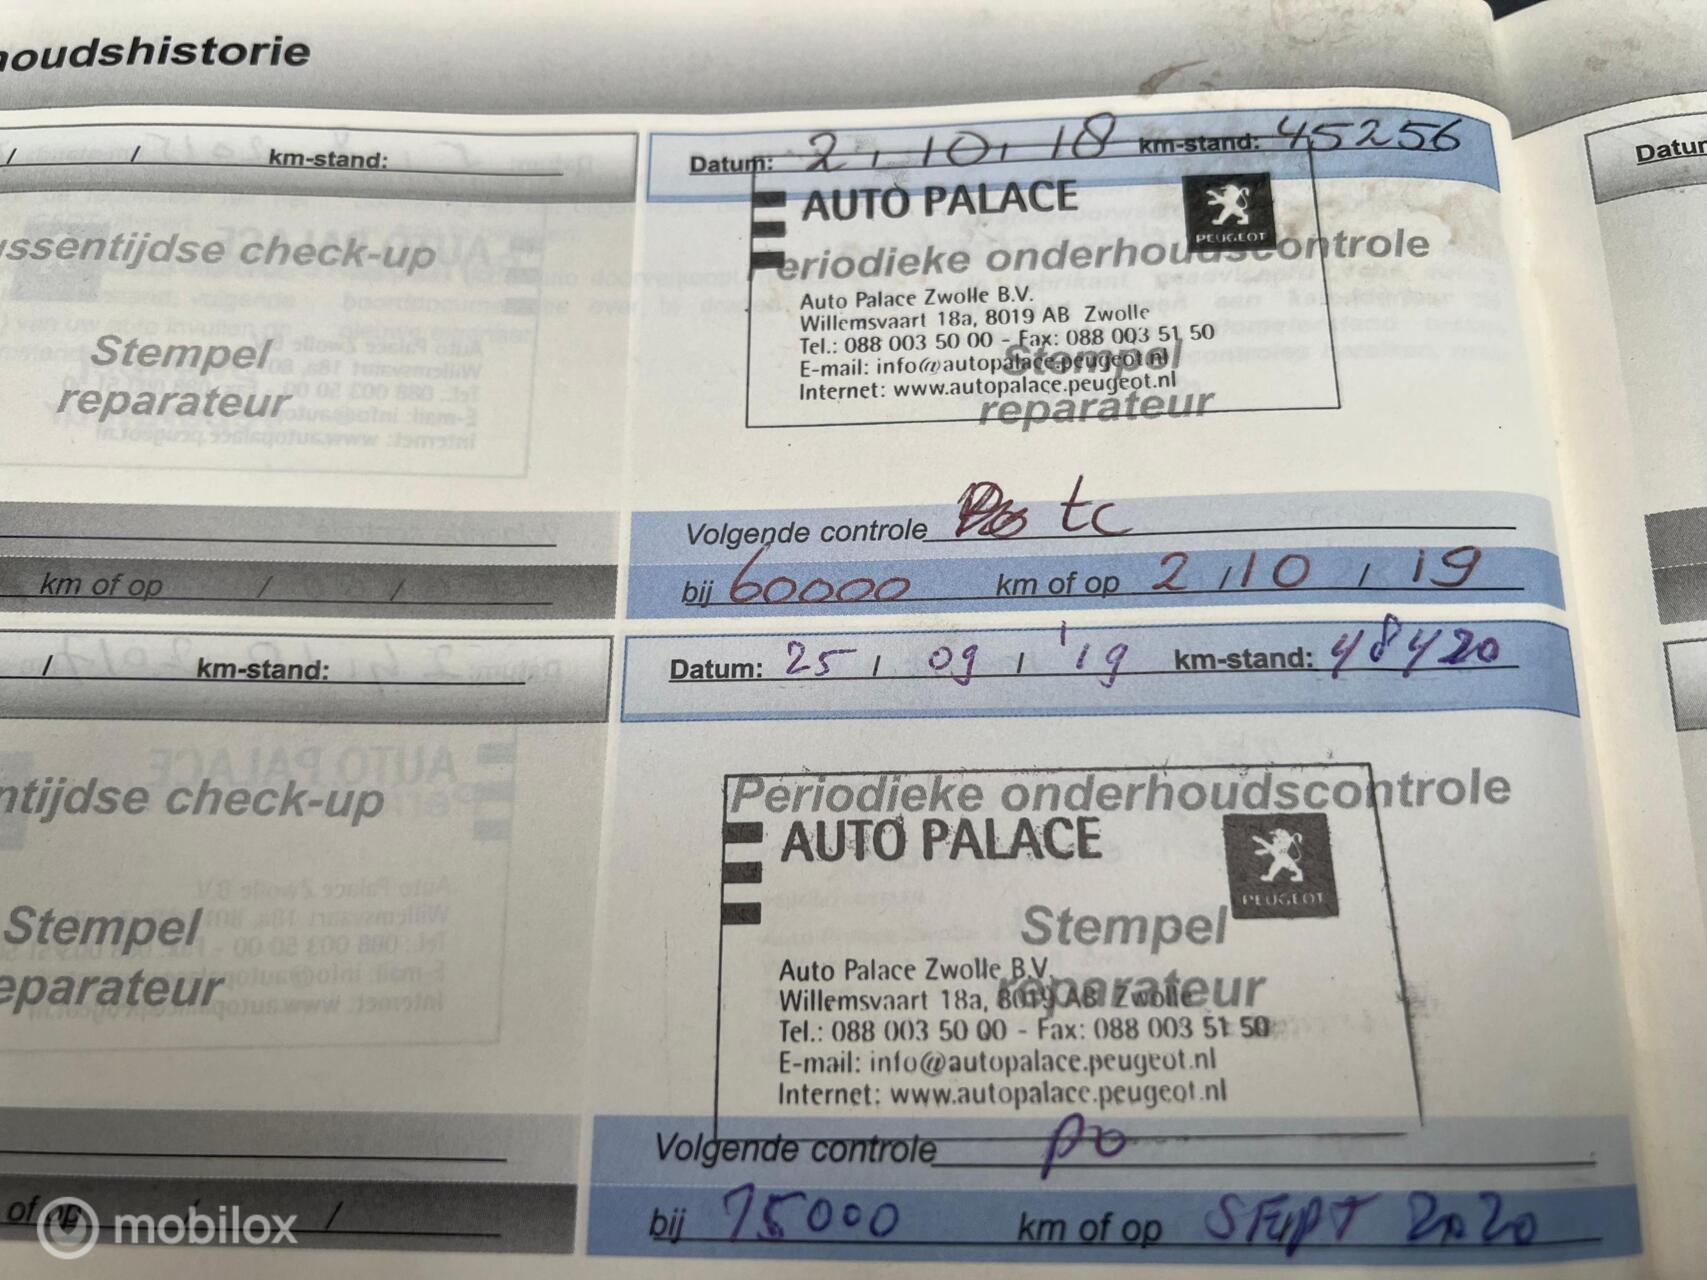 houdshistorie
/ / km-stand:
ssentijdse check-up
Stempel
reparateur
km of op / /
Datum: 2, 10, 18 km-stand: 45256
AUTO PALACE
PEUGEOT
Periodieke onderhoudscontrole
Auto Palace Zwolle B.V.
Willemsvaart 18a, 8019 AB Zwolle
Tel.: 088 003 50 00 - Fax: 088 003 51 50
E-mail: info@autopalace.peugeot.nl
Internet: www.autopalace.peugeot.nl
Stempel
reparateur
Volgende controle tc
bij 60000 km of op 2 / 10 / 19
/ km-stand:
ntijdse check-up
Stempel
eparateur
of op / /
Datum: 25 / 09 / '19 km-stand: 48420
Periodieke onderhoudscontrole
AUTO PALACE
PEUGEOT
Stempel
reparateur
Auto Palace Zwolle B.V.
Willemsvaart 18a, 8019 AB Zwolle
Tel.: 088 003 50 00 - Fax: 088 003 51 50
E-mail: info@autopalace.peugeot.nl
Internet: www.autopalace.peugeot.nl
Volgende controle po
bij 75000 km of op SEPT 2020
Datum
mobilox